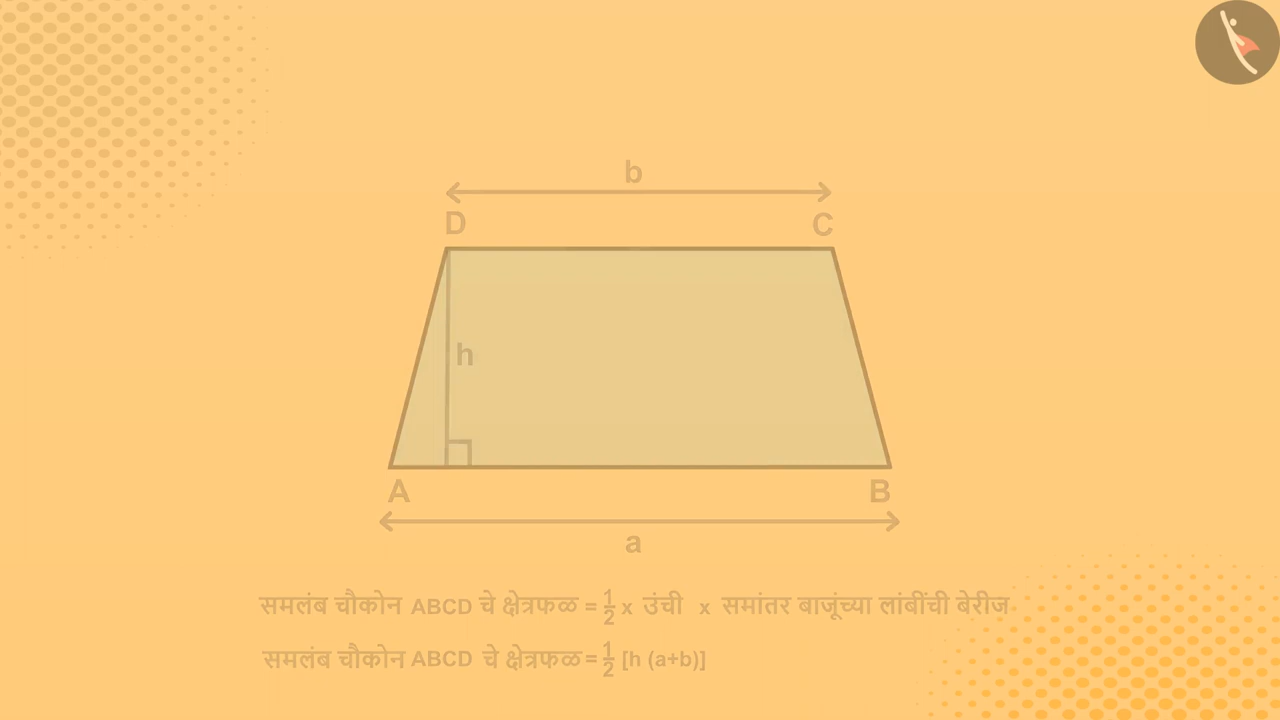 b
D C
h
A B
a
समलंब चौकोन ABCD चे क्षेत्रफळ = 1/2 x उंची x समांतर बाजूंच्या लांबींची बेरीज
समलंब चौकोन ABCD चे क्षेत्रफळ = 1/2 [h (a+b)]